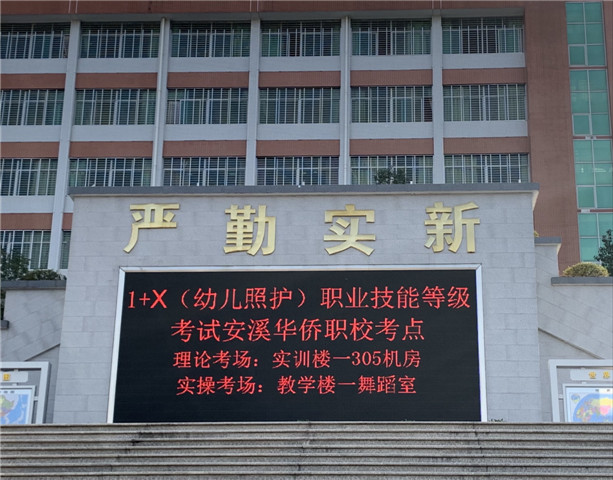 严勤实新
1+X（幼儿照护）职业技能等级
考试安溪华侨职校考点
理论考场：实训楼一305机房
实操考场：教学楼一舞蹈室